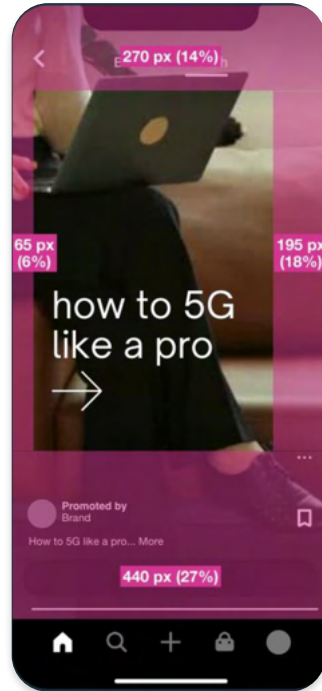 270 px (14%)
65 px
(6%)
195 px
(18%)
how to 5G
like a pro
Promoted by
Brand
How to 5G like a pro... More
440 px (27%)